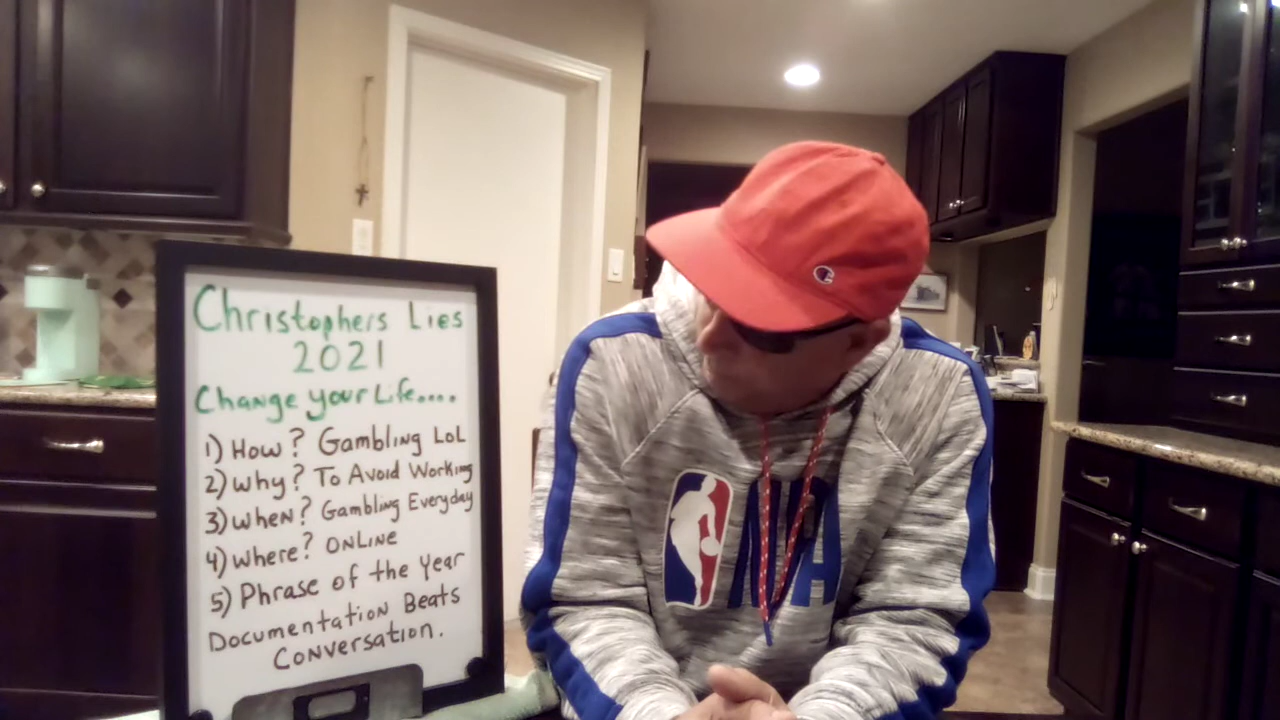 Christophers Lies
2021
Change your Life....
1) How? Gambling LoL
2) Why? To Avoid Working
3) When? Gambling Everyday
4) Where? Online
5) Phrase of the Year
Documentation Beats
Conversation.
NBA